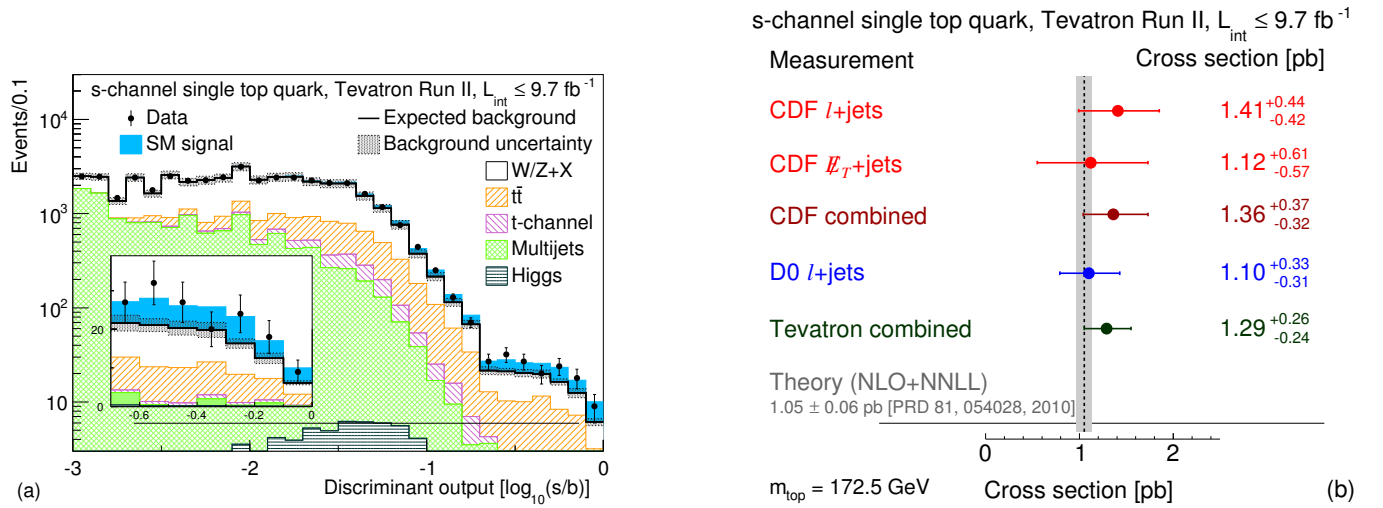 s-channel single top quark, Tevatron Run II, L_int ≤ 9.7 fb⁻¹
Data
Expected background
SM signal
Background uncertainty
W/Z+X
tt̄
t-channel
Multijets
Higgs
Events/0.1
10⁴
10³
10²
10
20
0
-0.6 -0.4 -0.2 0
-3 -2 -1 0
Discriminant output [log₁₀(s/b)]
(a)
s-channel single top quark, Tevatron Run II, L_int ≤ 9.7 fb⁻¹
Measurement Cross section [pb]
CDF l+jets 1.41 +0.44 -0.42
CDF E̸_T+jets 1.12 +0.61 -0.57
CDF combined 1.36 +0.37 -0.32
D0 l+jets 1.10 +0.33 -0.31
Tevatron combined 1.29 +0.26 -0.24
Theory (NLO+NNLL)
1.05 ± 0.06 pb [PRD 81, 054028, 2010]
0 1 2
m_top = 172.5 GeV Cross section [pb] (b)